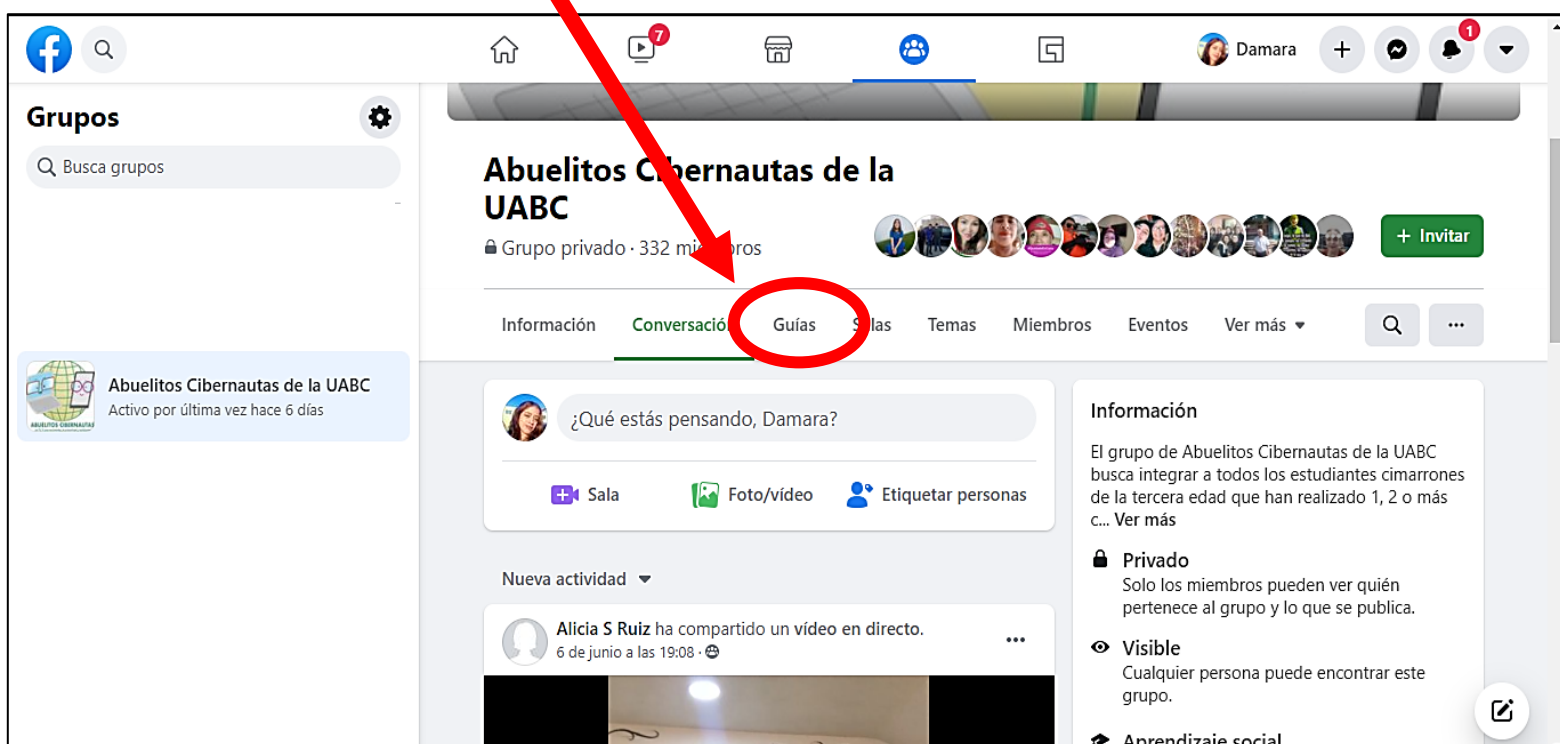 7
Damara
1
Grupos
Busca grupos
Abuelitos Cibernautas de la UABC
Activo por última vez hace 6 días
ABUELITOS CIBERNAUTAS
Abuelitos Cibernautas de la
UABC
Grupo privado · 332 miembros
+ Invitar
Información Conversación Guías Salas Temas Miembros Eventos Ver más
¿Qué estás pensando, Damara?
Sala Foto/vídeo Etiquetar personas
Nueva actividad
Alicia S Ruiz ha compartido un vídeo en directo.
6 de junio a las 19:08 ·
Información
El grupo de Abuelitos Cibernautas de la UABC
busca integrar a todos los estudiantes cimarrones
de la tercera edad que han realizado 1, 2 o más
c... Ver más
Privado
Solo los miembros pueden ver quién
pertenece al grupo y lo que se publica.
Visible
Cualquier persona puede encontrar este
grupo.
Aprendizaje social